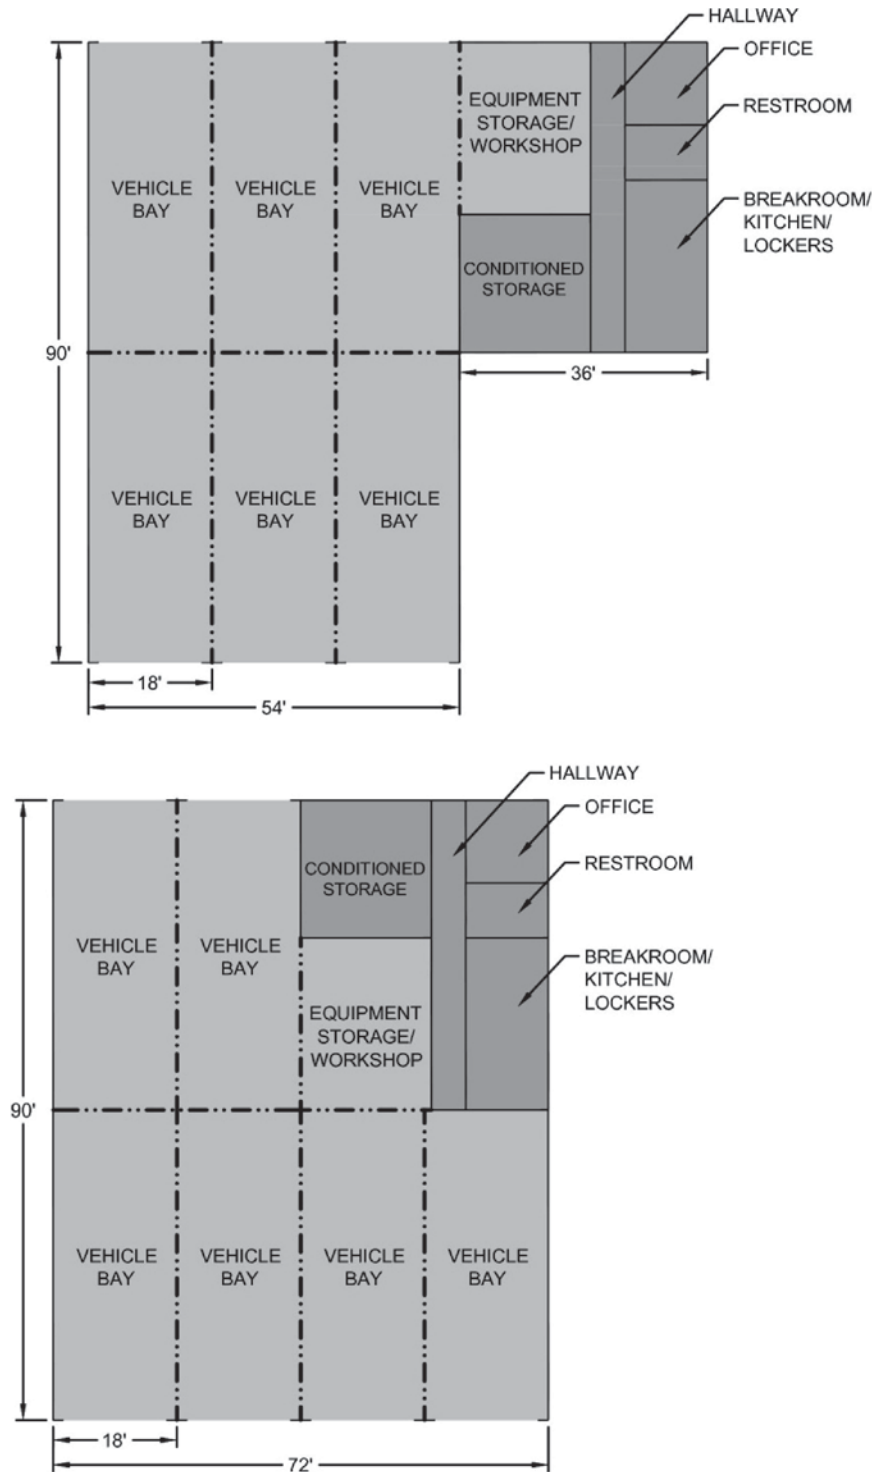 HALLWAY
OFFICE
EQUIPMENT
STORAGE/
WORKSHOP
RESTROOM
VEHICLE
BAY
VEHICLE
BAY
VEHICLE
BAY
BREAKROOM/
KITCHEN/
LOCKERS
CONDITIONED
STORAGE
90'
36'
VEHICLE
BAY
VEHICLE
BAY
VEHICLE
BAY
18'
54'
HALLWAY
OFFICE
CONDITIONED
STORAGE
RESTROOM
VEHICLE
BAY
VEHICLE
BAY
BREAKROOM/
KITCHEN/
LOCKERS
EQUIPMENT
STORAGE/
WORKSHOP
90'
VEHICLE
BAY
VEHICLE
BAY
VEHICLE
BAY
VEHICLE
BAY
18'
72'